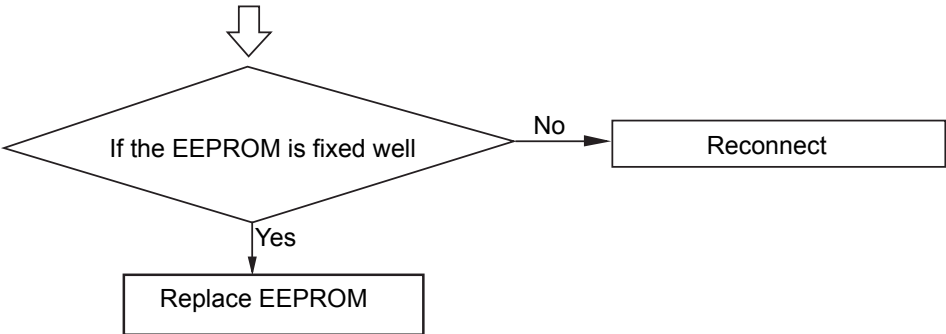 If the EEPROM is fixed well
No
Reconnect
Yes
Replace EEPROM